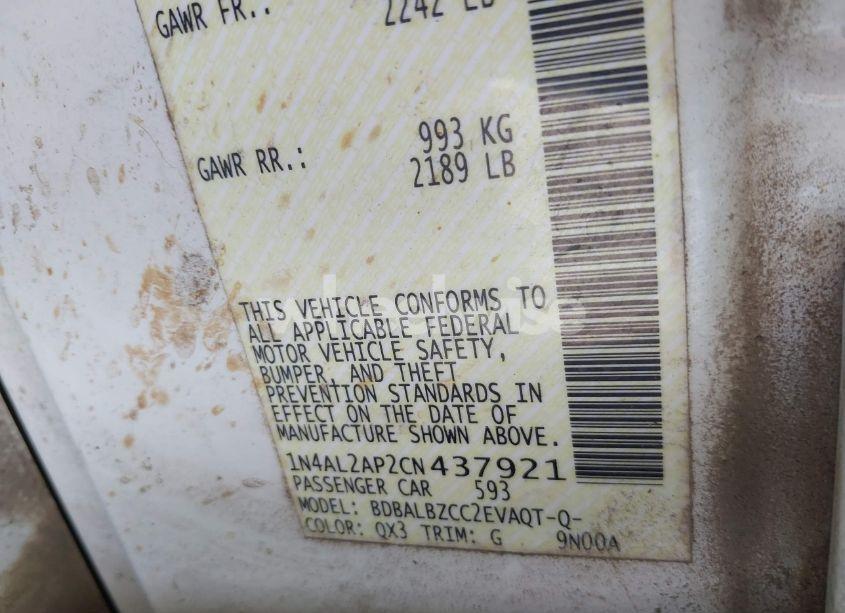 GAWR FR.: 2242 LB
993 KG
GAWR RR.: 2189 LB
THIS VEHICLE CONFORMS TO
ALL APPLICABLE FEDERAL
MOTOR VEHICLE SAFETY,
BUMPER, AND THEFT
PREVENTION STANDARDS IN
EFFECT ON THE DATE OF
MANUFACTURE SHOWN ABOVE.
1N4AL2AP2CN437921
PASSENGER CAR 593
MODEL: BDBALBZCC2EVAQT-Q-
COLOR: QX3 TRIM: G 9N00A